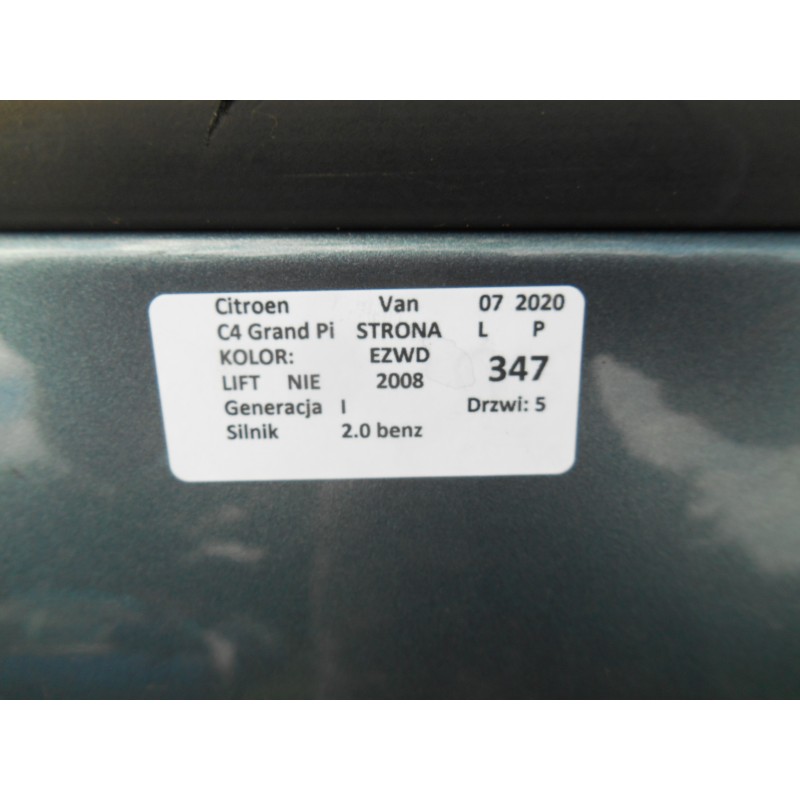 Citroen Van 07 2020
C4 Grand Pi STRONA L P
KOLOR: EZWD
LIFT NIE 2008 347
Generacja I Drzwi: 5
Silnik 2.0 benz